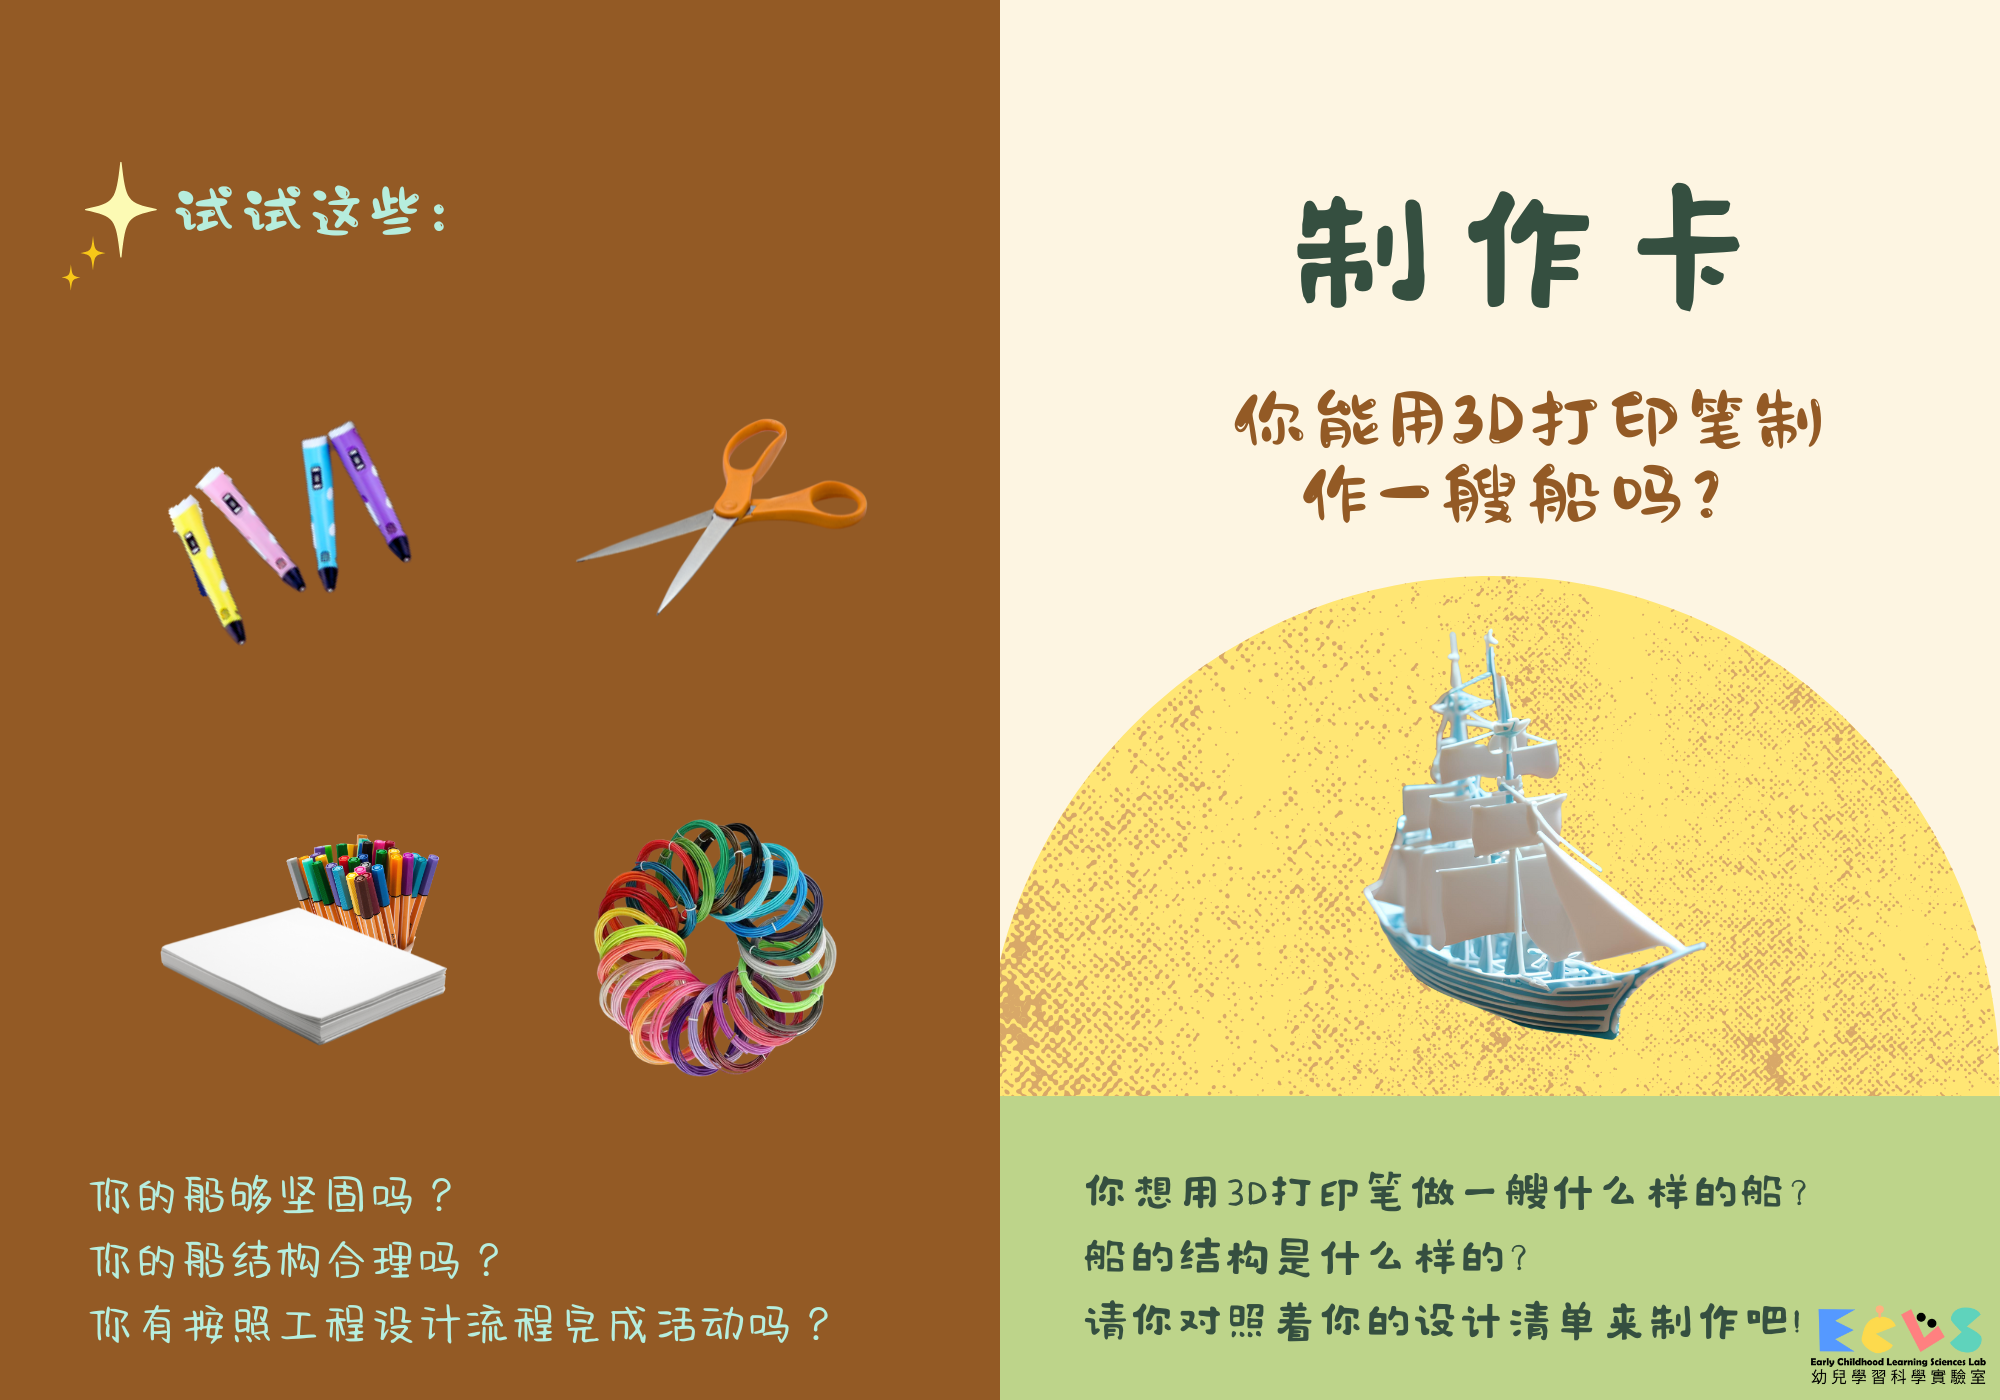 试试这些：
你的船够坚固吗？
你的船结构合理吗？
你有按照工程设计流程完成活动吗？
制作卡
你能用3D打印笔制
作一艘船吗？
你想用3D打印笔做一艘什么样的船？
船的结构是什么样的？
请你对照着你的设计清单来制作吧！
ECLS
Early Childhood Learning Sciences Lab
幼兒學習科學實驗室